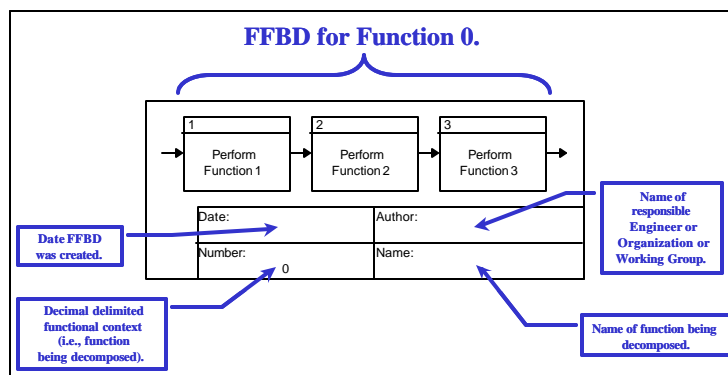 FFBD for Function 0.
1
Perform
Function 1
2
Perform
Function 2
3
Perform
Function 3
Date:
Author:
Number:
0
Name:
Date FFBD
was created.
Name of
responsible
Engineer or
Organization or
Working Group.
Decimal delimited
functional context
(i.e., function
being decomposed).
Name of function being
decomposed.